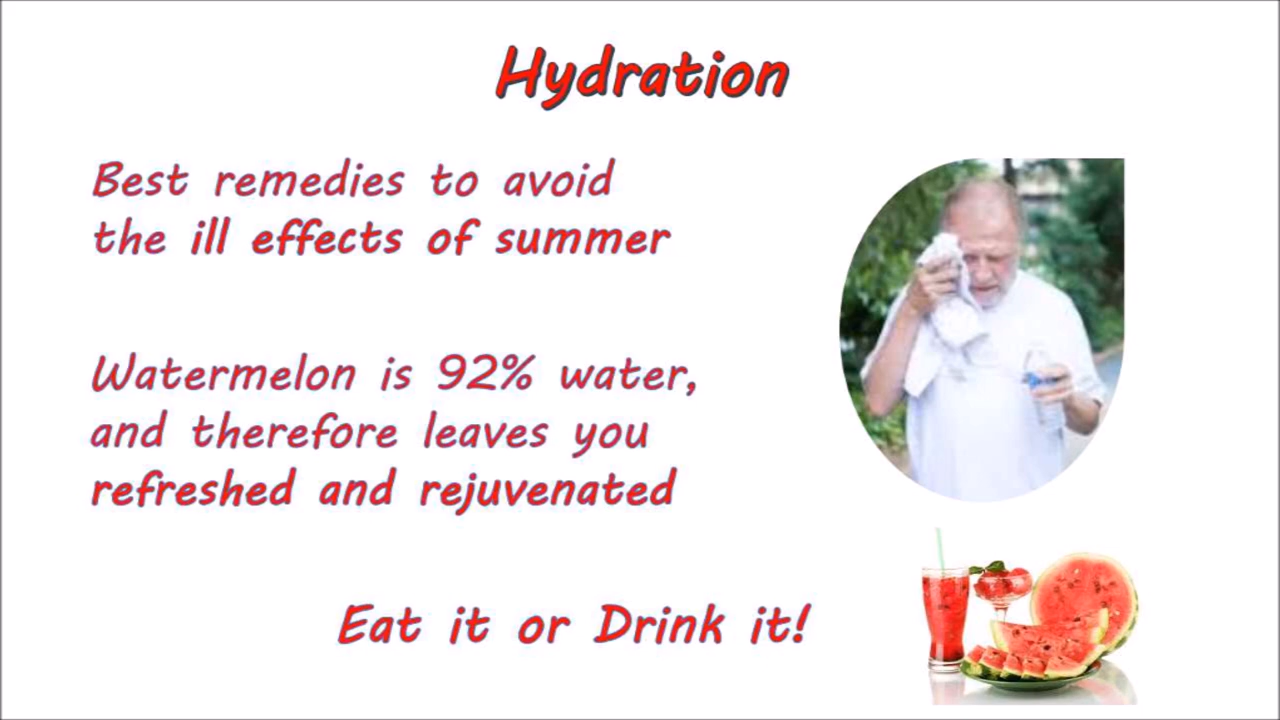 Hydration
Best remedies to avoid
the ill effects of summer
Watermelon is 92% water,
and therefore leaves you
refreshed and rejuvenated
Eat it or Drink it!